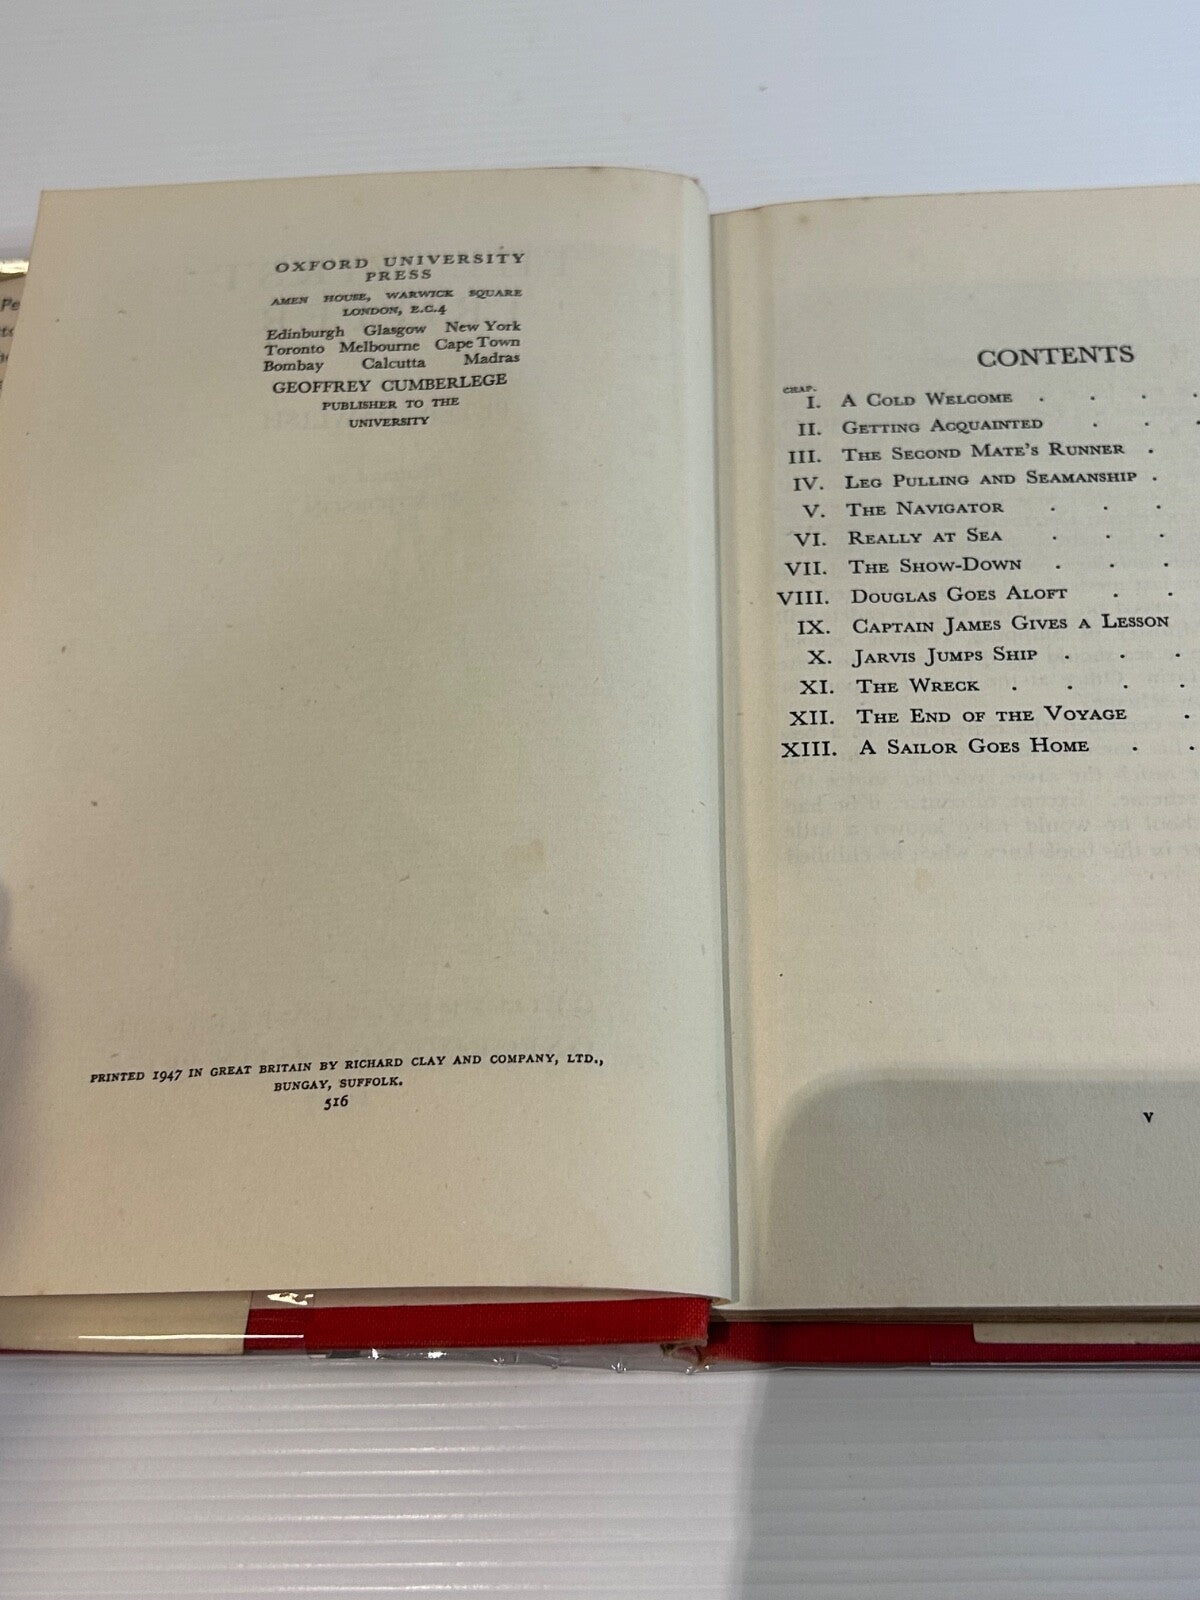 OXFORD UNIVERSITY
PRESS
AMEN HOUSE, WARWICK SQUARE
LONDON, E.C.4
Edinburgh Glasgow New York
Toronto Melbourne Cape Town
Bombay Calcutta Madras
GEOFFREY CUMBERLEGE
PUBLISHER TO THE
UNIVERSITY
PRINTED 1947 IN GREAT BRITAIN BY RICHARD CLAY AND COMPANY, LTD.,
BUNGAY, SUFFOLK.
516
CONTENTS
CHAP.
I. A COLD WELCOME . . . .
II. GETTING ACQUAINTED . . .
III. THE SECOND MATE'S RUNNER .
IV. LEG PULLING AND SEAMANSHIP .
V. THE NAVIGATOR . . .
VI. REALLY AT SEA . . .
VII. THE SHOW-DOWN . . .
VIII. DOUGLAS GOES ALOFT . .
IX. CAPTAIN JAMES GIVES A LESSON
X. JARVIS JUMPS SHIP . . .
XI. THE WRECK . . . .
XII. THE END OF THE VOYAGE .
XIII. A SAILOR GOES HOME . .
v